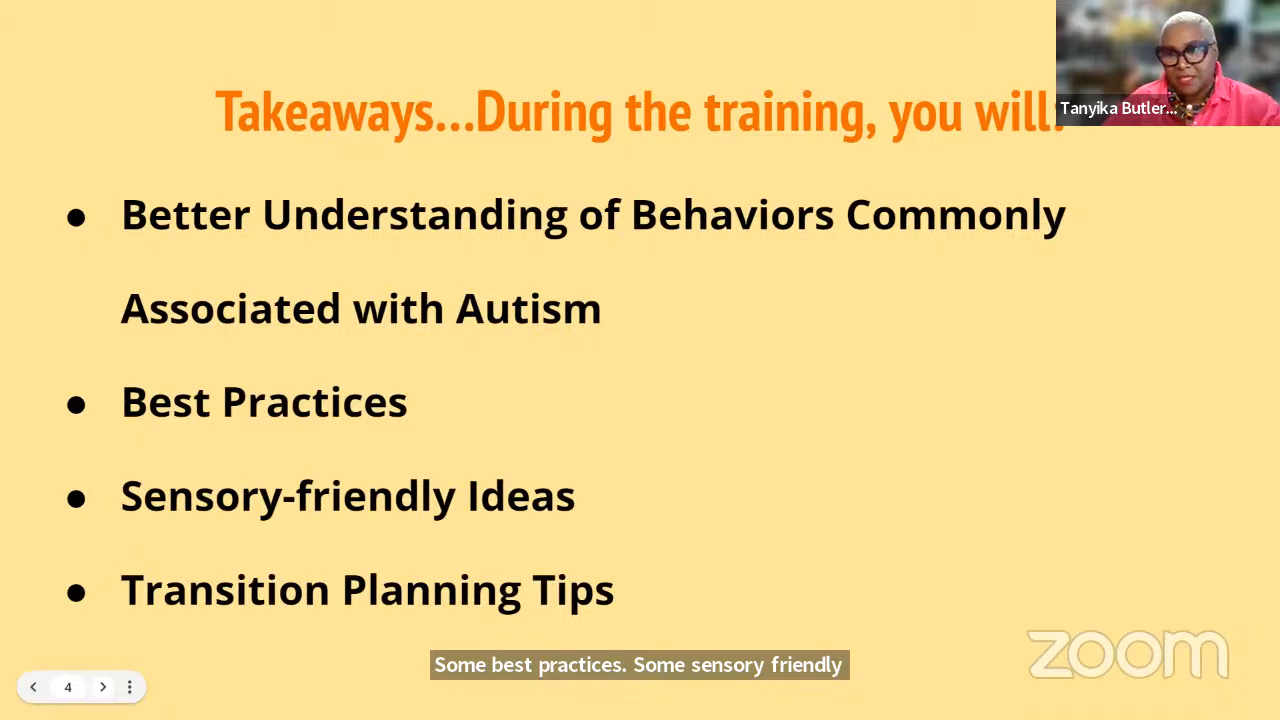 Takeaways...During the training, you will:
Tanyika Butler...
● Better Understanding of Behaviors Commonly
Associated with Autism
● Best Practices
● Sensory-friendly Ideas
● Transition Planning Tips
Some best practices. Some sensory friendly
4
zoom